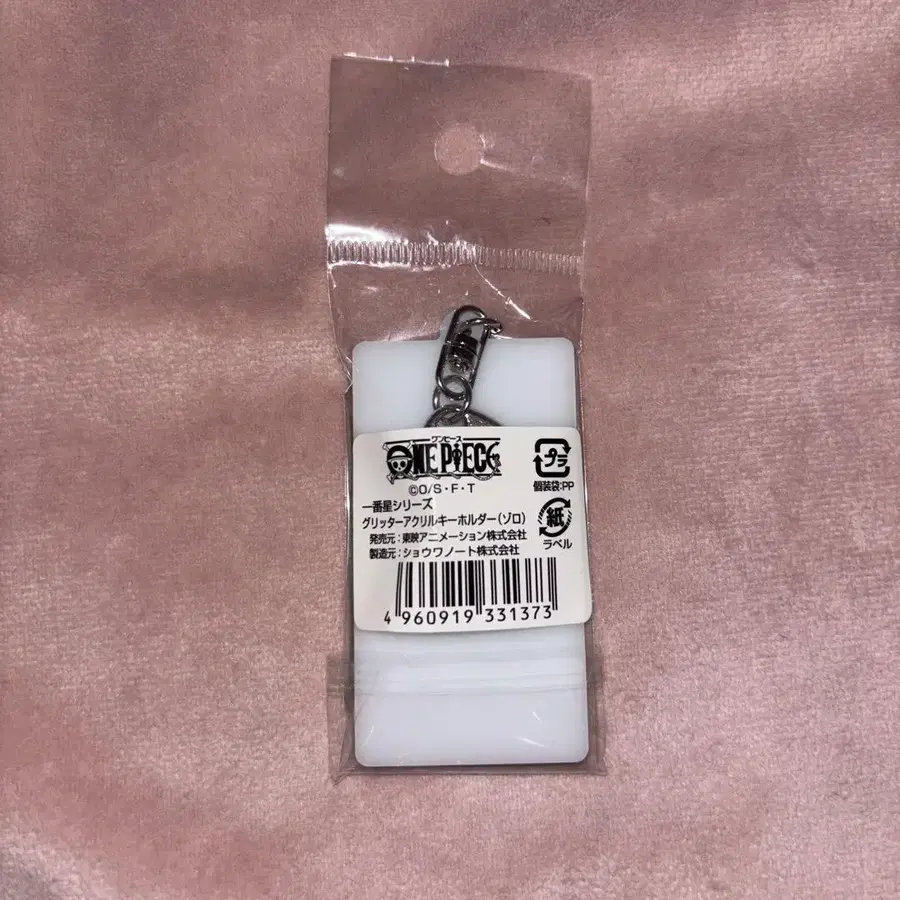 ワンピース
ONE PIECE
©O/S・F・T
一番星シリーズ
グリッターアクリルキーホルダー(ゾロ)
発売元:東映アニメーション株式会社
製造元:ショウワノート株式会社
4 960919 331373
プラ
個装袋:PP
紙
ラベル